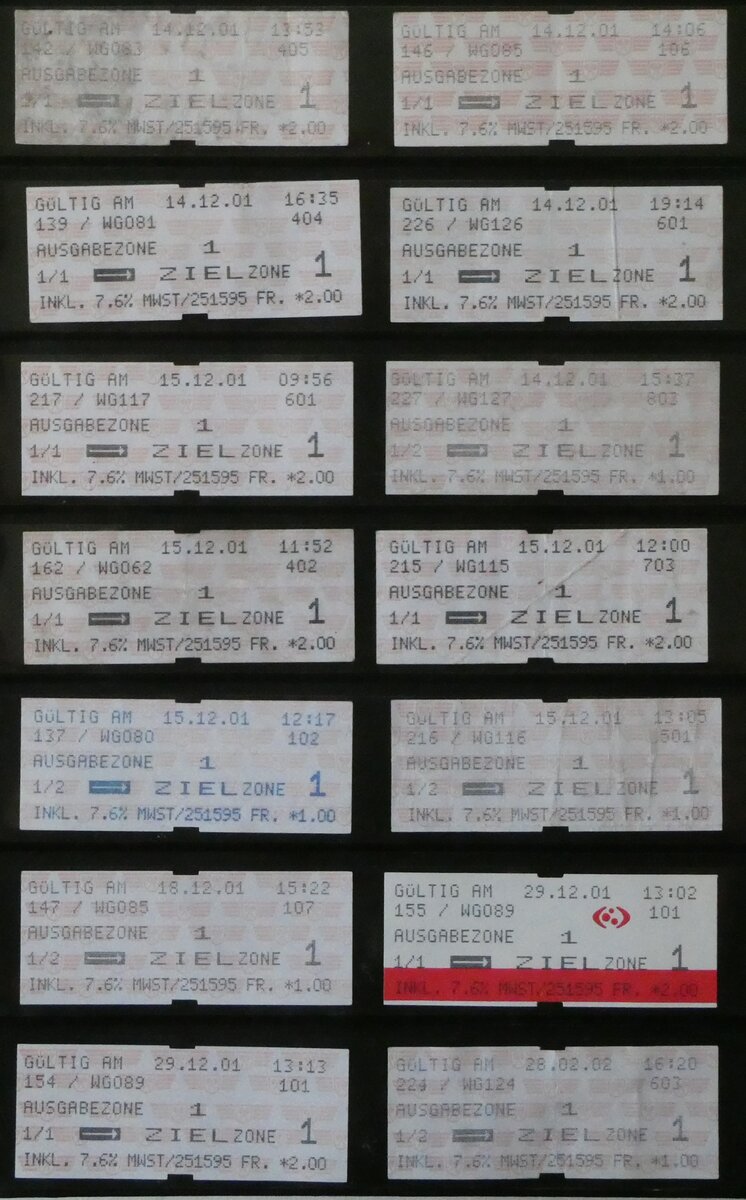 GÜLTIG AM 14.12.01 13:53
142 / WG083 405
AUSGABEZONE 1
1/1 ZIELZONE 1
INKL. 7.6% MWST/251595 FR. *2.00
GÜLTIG AM 14.12.01 14:06
146 / WG085 106
AUSGABEZONE 1
1/1 ZIELZONE 1
INKL. 7.6% MWST/251595 FR. *2.00
GÜLTIG AM 14.12.01 16:35
139 / WG081 404
AUSGABEZONE 1
1/1 ZIELZONE 1
INKL. 7.6% MWST/251595 FR. *2.00
GÜLTIG AM 14.12.01 19:14
226 / WG126 601
AUSGABEZONE 1
1/1 ZIELZONE 1
INKL. 7.6% MWST/251595 FR. *2.00
GÜLTIG AM 15.12.01 09:56
217 / WG117 601
AUSGABEZONE 1
1/1 ZIELZONE 1
INKL. 7.6% MWST/251595 FR. *2.00
GÜLTIG AM 14.12.01 15:37
227 / WG127 803
AUSGABEZONE 1
1/2 ZIELZONE 1
INKL. 7.6% MWST/251595 FR. *1.00
GÜLTIG AM 15.12.01 11:52
162 / WG062 402
AUSGABEZONE 1
1/1 ZIELZONE 1
INKL. 7.6% MWST/251595 FR. *2.00
GÜLTIG AM 15.12.01 12:00
215 / WG115 703
AUSGABEZONE 1
1/1 ZIELZONE 1
INKL. 7.6% MWST/251595 FR. *2.00
GÜLTIG AM 15.12.01 12:17
137 / WG080 102
AUSGABEZONE 1
1/2 ZIELZONE 1
INKL. 7.6% MWST/251595 FR. *1.00
GÜLTIG AM 15.12.01 13:05
216 / WG116 501
AUSGABEZONE 1
1/2 ZIELZONE 1
INKL. 7.6% MWST/251595 FR. *1.00
GÜLTIG AM 18.12.01 15:22
147 / WG085 107
AUSGABEZONE 1
1/2 ZIELZONE 1
INKL. 7.6% MWST/251595 FR. *1.00
GÜLTIG AM 29.12.01 13:02
155 / WG089 101
AUSGABEZONE 1
1/1 ZIELZONE 1
INKL. 7.6% MWST/251595 FR. *2.00
GÜLTIG AM 29.12.01 13:13
154 / WG089 101
AUSGABEZONE 1
1/1 ZIELZONE 1
INKL. 7.6% MWST/251595 FR. *2.00
GÜLTIG AM 28.02.02 16:20
224 / WG124 603
AUSGABEZONE 1
1/2 ZIELZONE 1
INKL. 7.6% MWST/251595 FR. *1.00